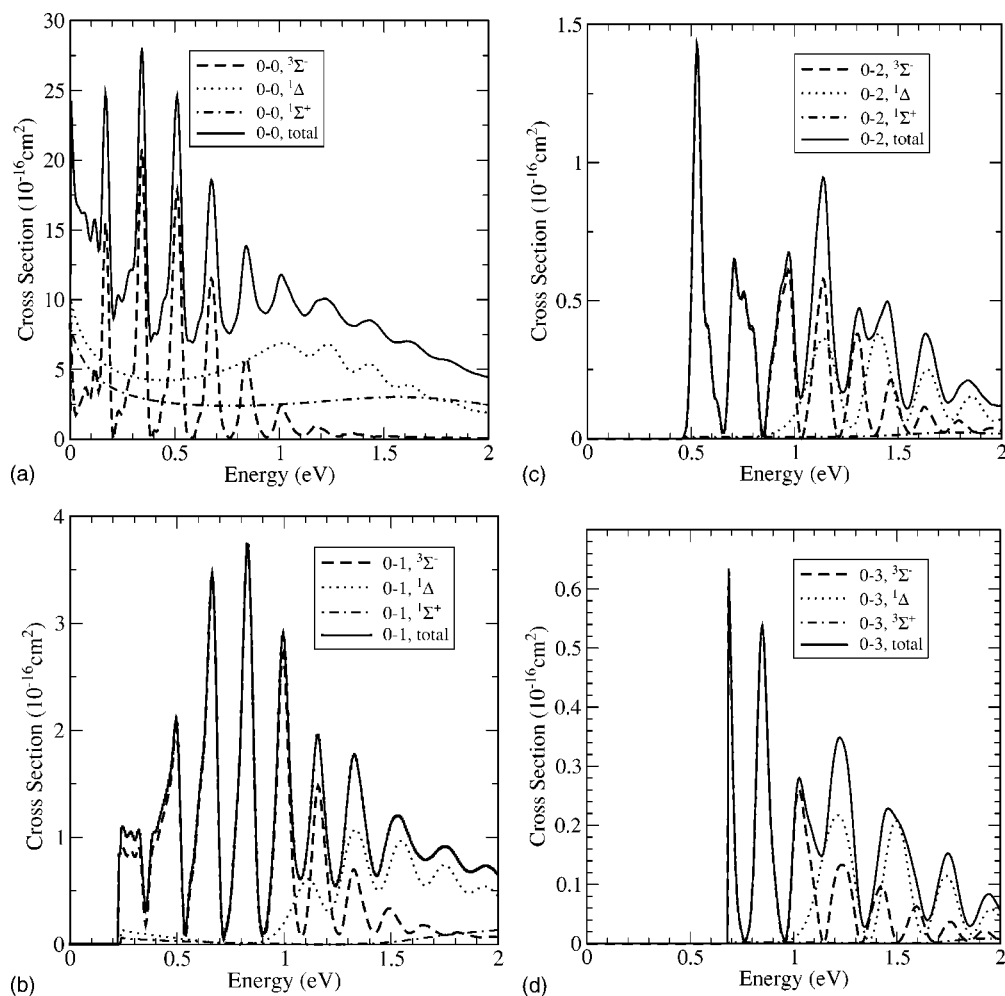 30
25
20
15
10
5
0
Cross Section (10⁻¹⁶cm²)
0-0, ³Σ⁻
0-0, ¹Δ
0-0, ¹Σ⁺
0-0, total
0 0.5 1 1.5 2
Energy (eV)
(a)
1.5
1
0.5
0
Cross Section (10⁻¹⁶cm²)
0-2, ³Σ⁻
0-2, ¹Δ
0-2, ¹Σ⁺
0-2, total
0 0.5 1 1.5 2
Energy (eV)
(c)
4
3
2
1
0
Cross Section (10⁻¹⁶cm²)
0-1, ³Σ⁻
0-1, ¹Δ
0-1, ¹Σ⁺
0-1, total
0 0.5 1 1.5 2
Energy (eV)
(b)
0.6
0.5
0.4
0.3
0.2
0.1
0
Cross Section (10⁻¹⁶cm²)
0-3, ³Σ⁻
0-3, ¹Δ
0-3, ³Σ⁺
0-3, total
0 0.5 1 1.5 2
Energy (eV)
(d)